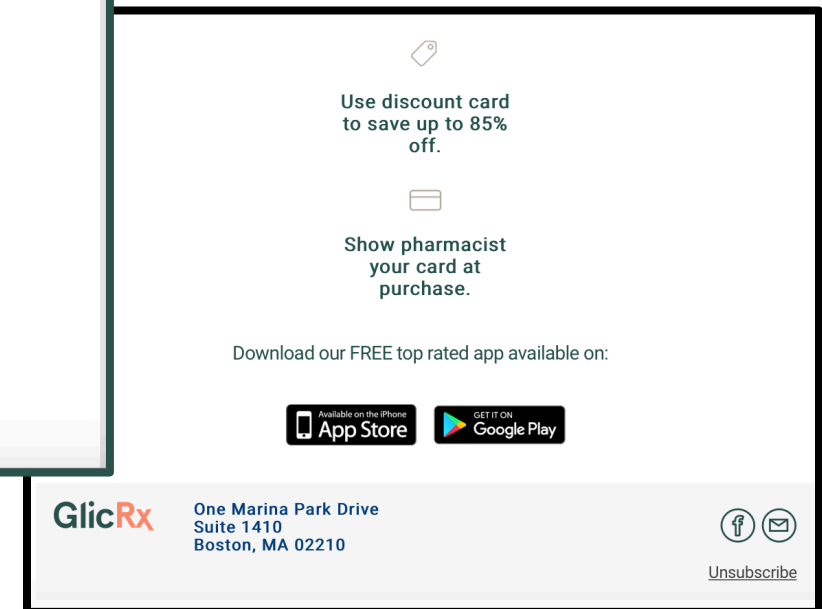 Use discount card
to save up to 85%
off.
Show pharmacist
your card at
purchase.
Download our FREE top rated app available on:
Available on the iPhone
App Store
GET IT ON
Google Play
GlicRx
One Marina Park Drive
Suite 1410
Boston, MA 02210
Unsubscribe